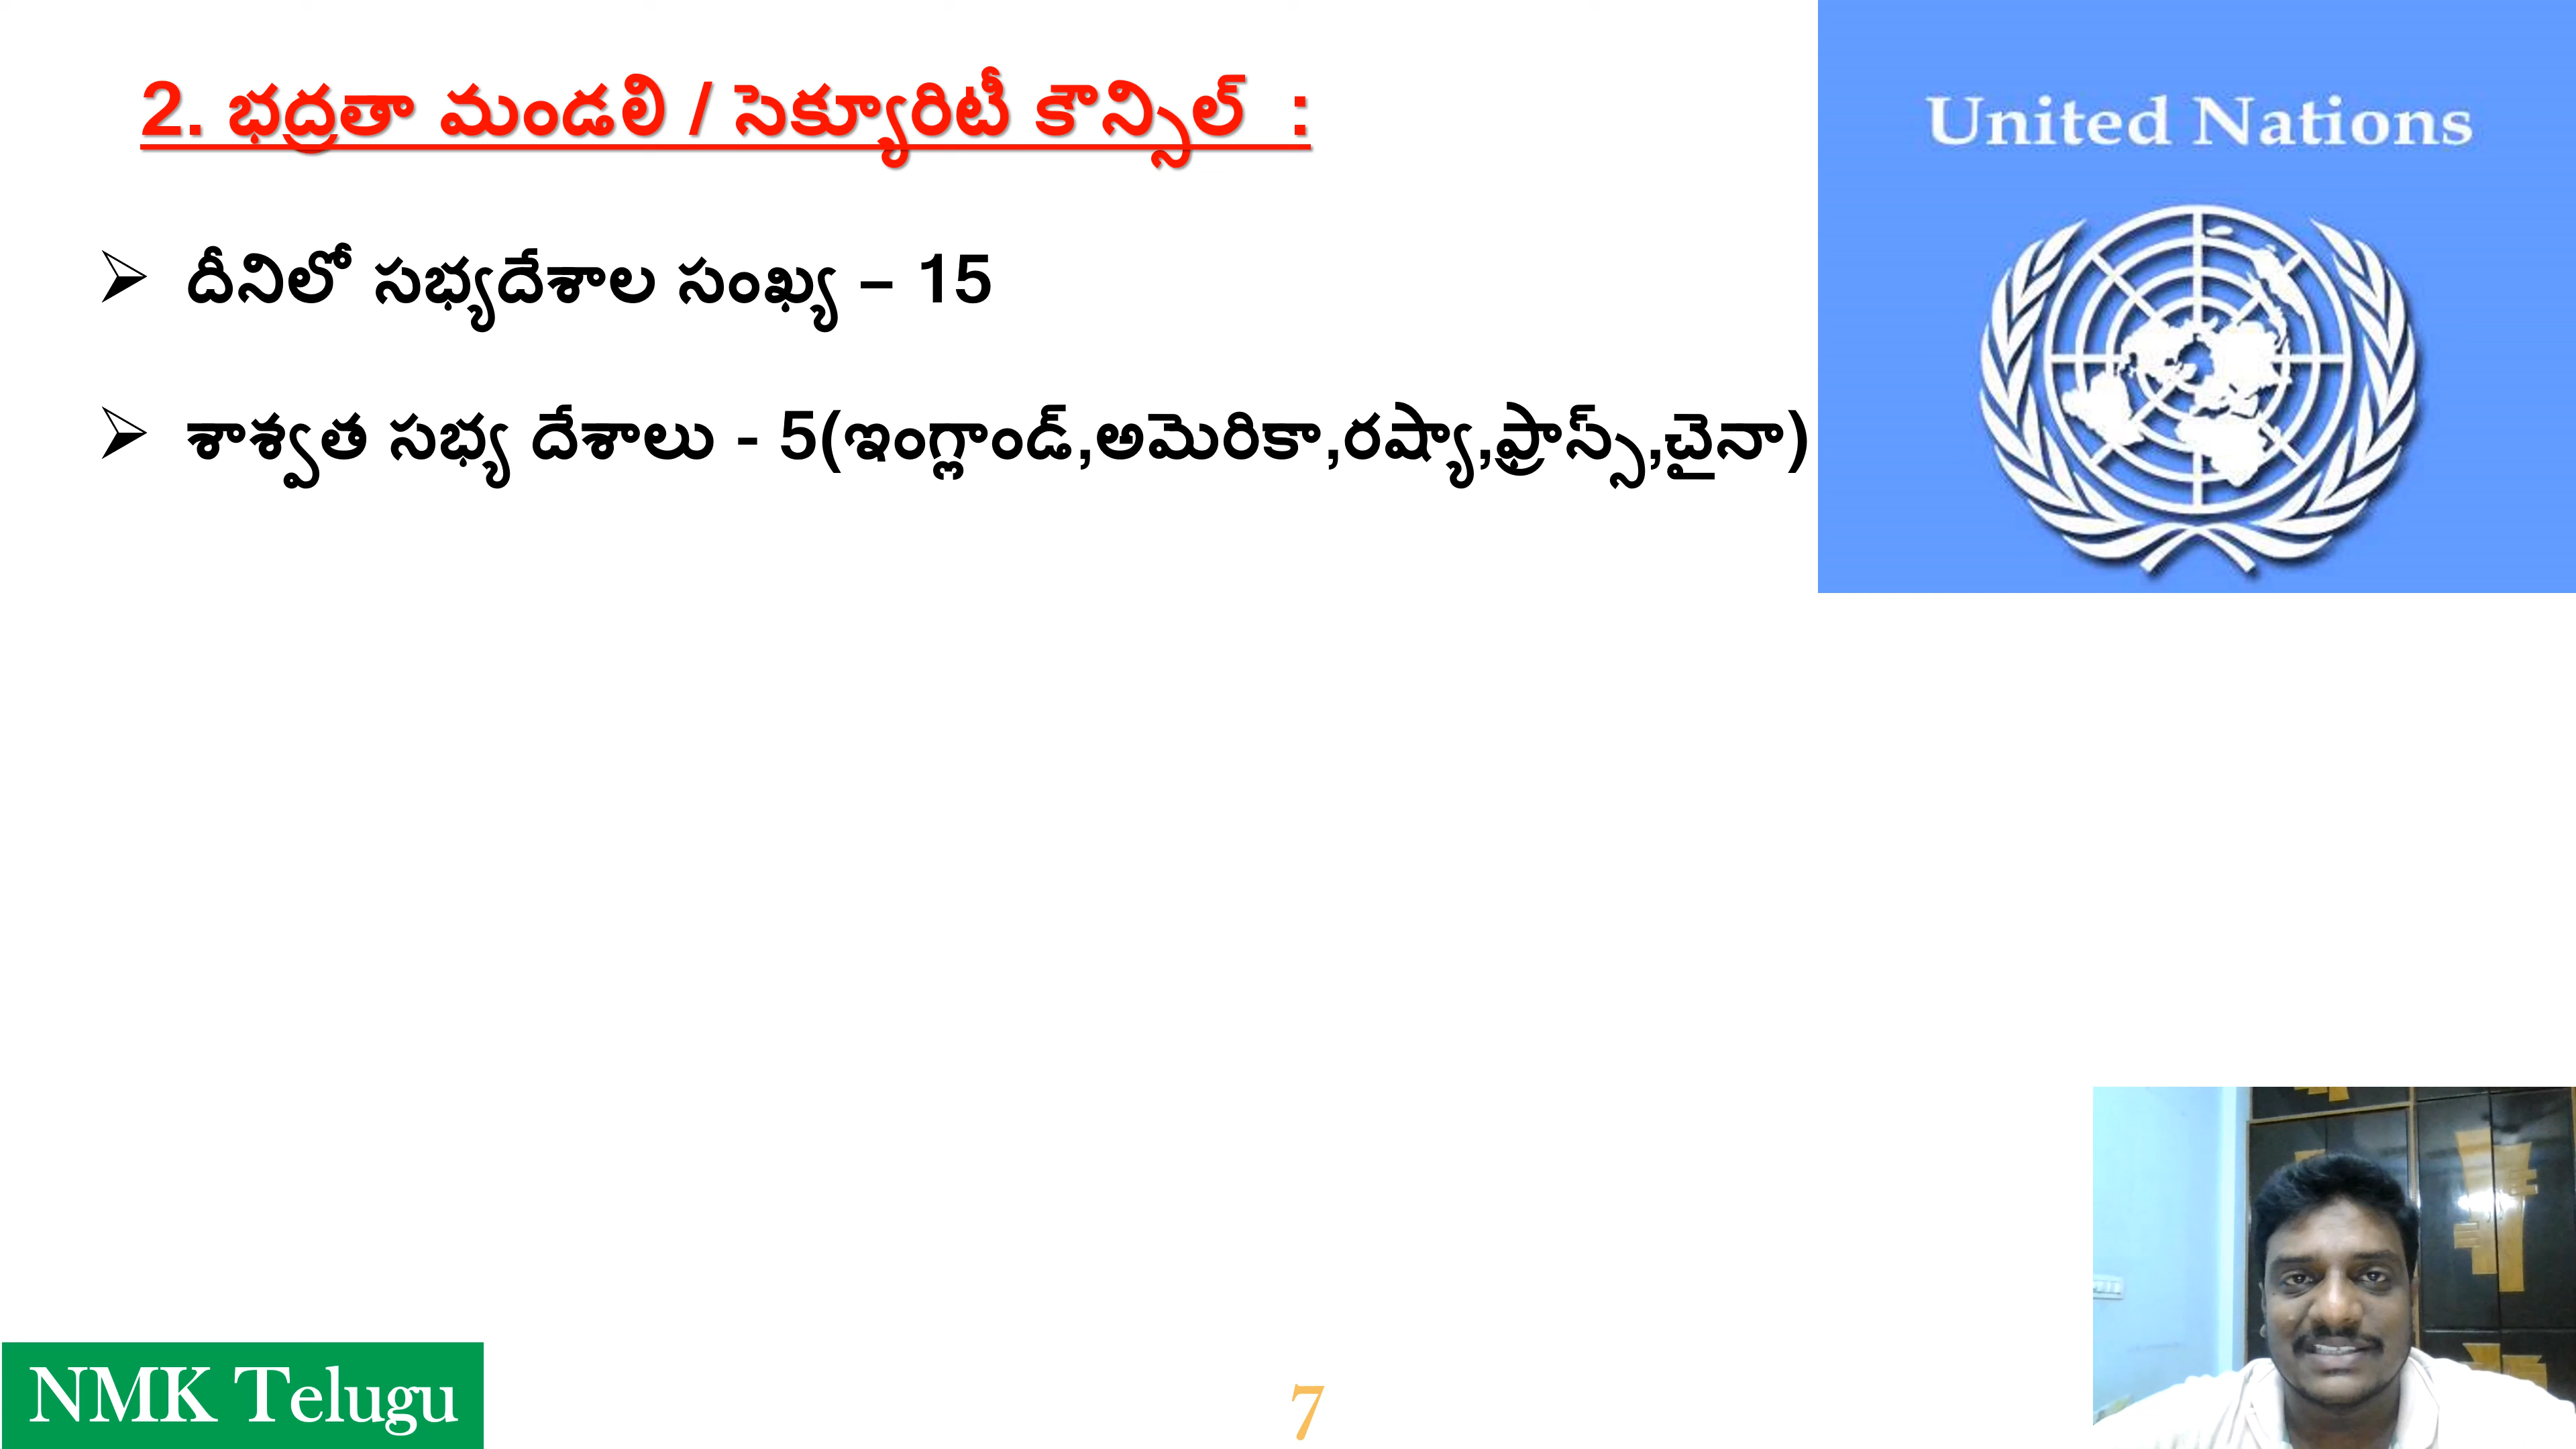 2. భద్రతా మండలి / సెక్యూరిటీ కౌన్సిల్ :
దీనిలో సభ్యదేశాల సంఖ్య – 15
శాశ్వత సభ్య దేశాలు - 5(ఇంగ్లాండ్,అమెరికా,రష్యా,ఫ్రాన్స్,చైనా)
United Nations
NMK Telugu
7